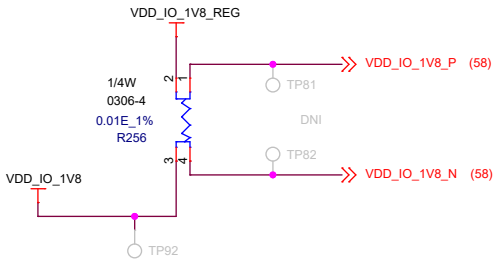 VDD_IO_1V8_REG
VDD_IO_1V8_P (58)
2
1
1/4W
TP81
0306-4
0.01E_1%
DNI
R256
TP82
3
4
VDD_IO_1V8_N (58)
VDD_IO_1V8
TP92